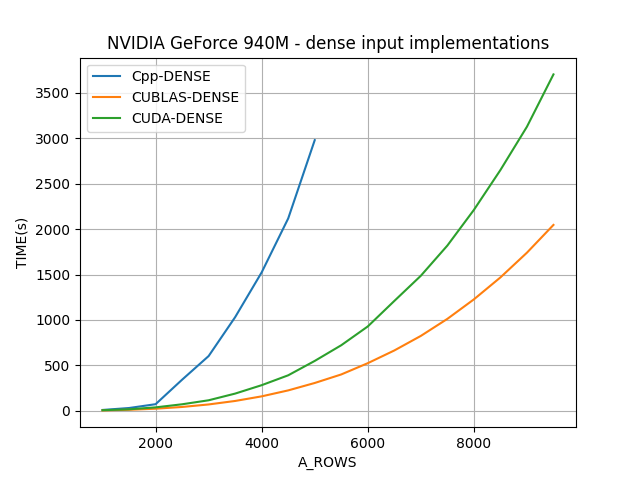 NVIDIA GeForce 940M - dense input implementations
Cpp-DENSE
CUBLAS-DENSE
CUDA-DENSE
TIME(s)
3500
3000
2500
2000
1500
1000
500
0
2000 4000 6000 8000
A_ROWS